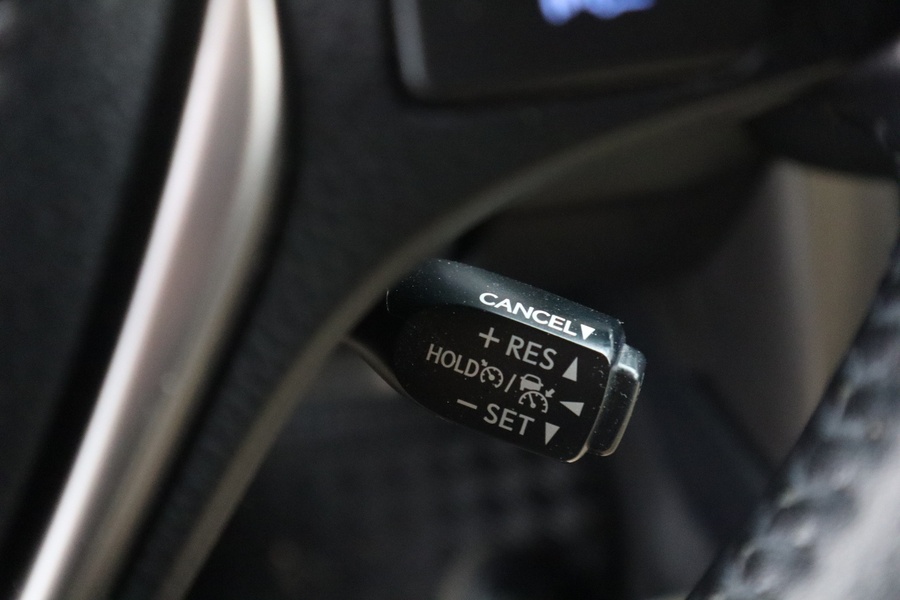 CANCEL▼
+ RES ▲
HOLD /
− SET ▼